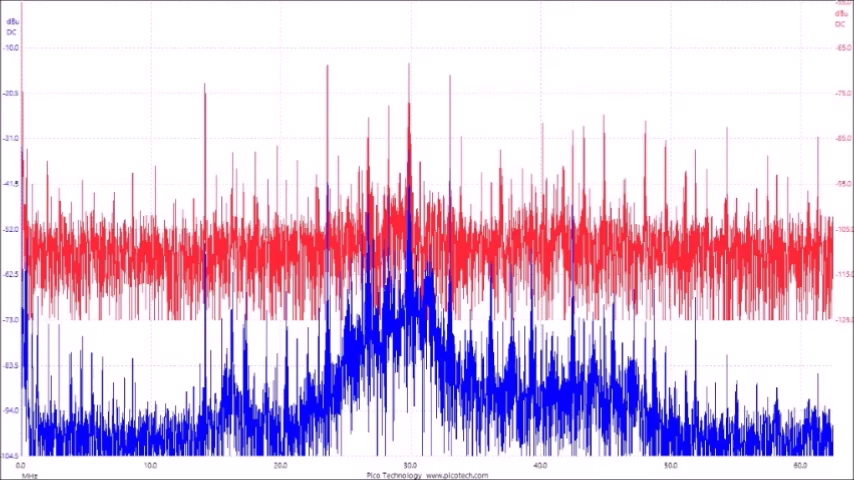 dBu
DC
-10.0
-20.5
-31.0
-41.5
-52.0
-62.5
-73.0
-83.5
-94.0
-104.5
dBu
DC
-65.0
-75.0
-85.0
-95.0
-105.0
-115.0
-125.0
0.0 10.0 20.0 30.0 40.0 50.0 60.0
MHz
Pico Technology www.picotech.com